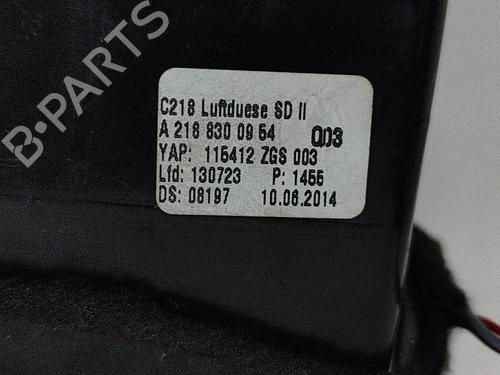 B-PARTS
C218 Luftduese SD II
A 218 830 09 54 Q03
YAP: 115412 ZGS 003
Lfd: 130723 P: 1455
DS: 08197 10.06.2014